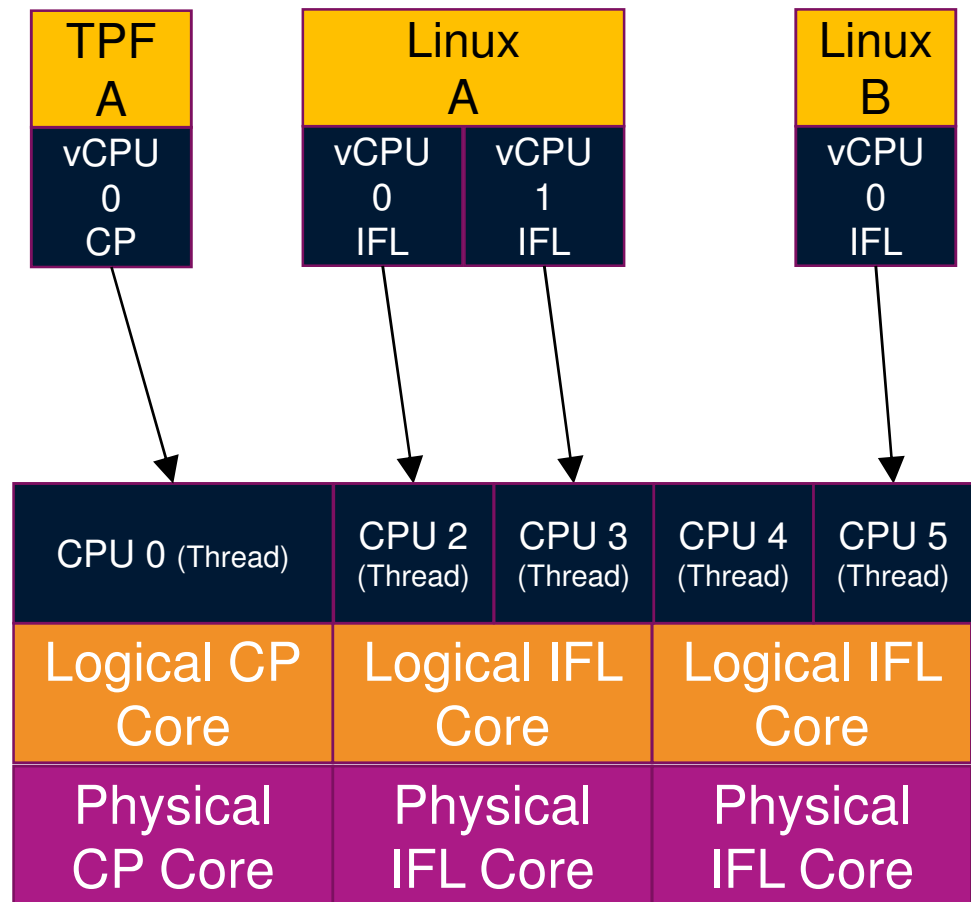 TPF
A
vCPU
0
CP
Linux
A
vCPU
0
IFL
vCPU
1
IFL
Linux
B
vCPU
0
IFL
CPU 0 (Thread)
CPU 2
(Thread)
CPU 3
(Thread)
CPU 4
(Thread)
CPU 5
(Thread)
Logical CP
Core
Logical IFL
Core
Logical IFL
Core
Physical
CP Core
Physical
IFL Core
Physical
IFL Core